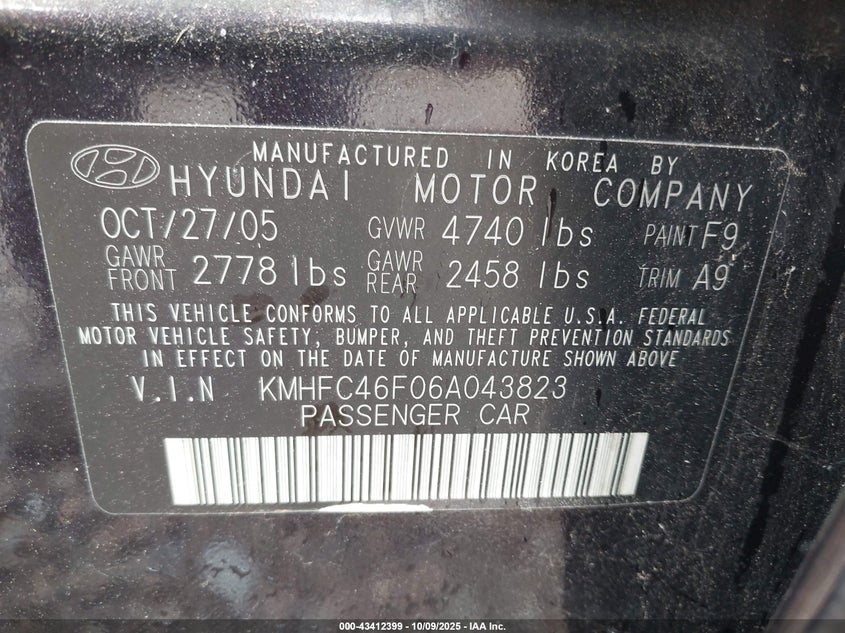 MANUFACTURED IN KOREA BY
HYUNDAI MOTOR COMPANY
OCT/27/05 GVWR 4740 lbs PAINT F9
GAWR FRONT 2778 lbs GAWR REAR 2458 lbs TRIM A9
THIS VEHICLE CONFORMS TO ALL APPLICABLE U.S.A. FEDERAL
MOTOR VEHICLE SAFETY, BUMPER, AND THEFT PREVENTION STANDARDS
IN EFFECT ON THE DATE OF MANUFACTURE SHOWN ABOVE
V.I.N KMHFC46F06A043823
PASSENGER CAR
000-43412399 - 10/09/2025 - IAA Inc.